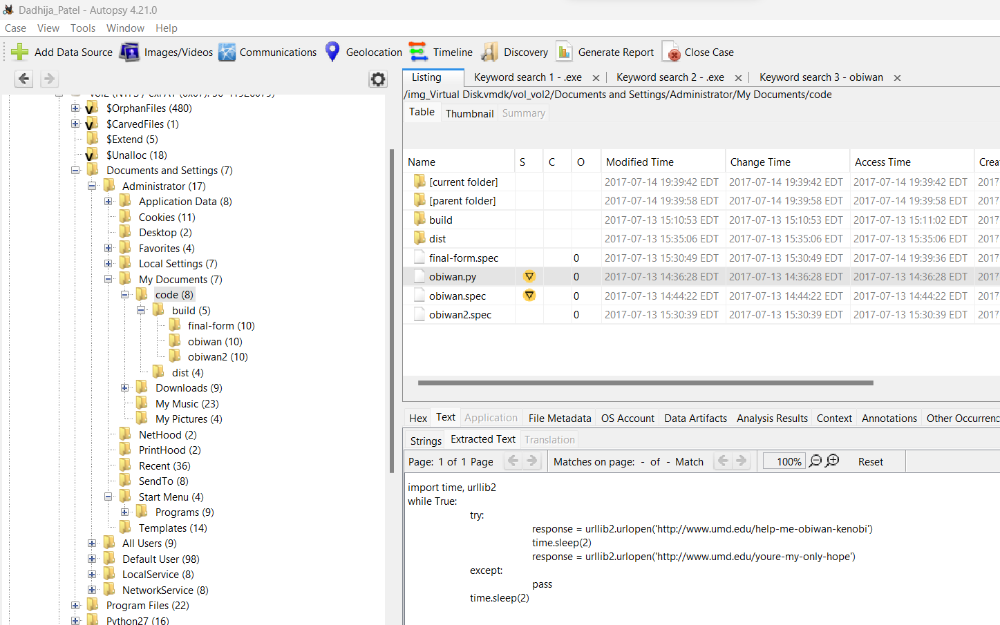 Dadhija_Patel - Autopsy 4.21.0
Case View Tools Window Help
Add Data Source Images/Videos Communications Geolocation Timeline Discovery Generate Report Close Case
$OrphanFiles (480)
$CarvedFiles (1)
$Extend (5)
$Unalloc (18)
Documents and Settings (7)
Administrator (17)
Application Data (8)
Cookies (11)
Desktop (2)
Favorites (4)
Local Settings (7)
My Documents (7)
code (8)
build (5)
final-form (10)
obiwan (10)
obiwan2 (10)
dist (4)
Downloads (9)
My Music (23)
My Pictures (4)
NetHood (2)
PrintHood (2)
Recent (36)
SendTo (8)
Start Menu (4)
Programs (9)
Templates (14)
All Users (9)
Default User (98)
LocalService (8)
NetworkService (8)
Program Files (22)
Python27 (16)
Listing Keyword search 1 - .exe Keyword search 2 - .exe Keyword search 3 - obiwan
/img_Virtual Disk.vmdk/vol_vol2/Documents and Settings/Administrator/My Documents/code
Table Thumbnail Summary
Name S C O Modified Time Change Time Access Time Crea
[current folder] 2017-07-14 19:39:42 EDT 2017-07-14 19:39:42 EDT 2017-07-14 19:39:42 EDT 2017
[parent folder] 2017-07-14 19:39:58 EDT 2017-07-14 19:39:58 EDT 2017-07-14 19:39:58 EDT 2017
build 2017-07-13 15:10:53 EDT 2017-07-13 15:10:53 EDT 2017-07-13 15:11:02 EDT 2017
dist 2017-07-13 15:35:06 EDT 2017-07-13 15:35:06 EDT 2017-07-13 15:35:06 EDT 2017
final-form.spec 0 2017-07-13 15:30:49 EDT 2017-07-14 19:39:36 EDT 2017-07-13 15:30:49 EDT 2017
obiwan.py 0 2017-07-13 14:36:28 EDT 2017-07-13 14:36:28 EDT 2017-07-13 14:36:28 EDT 2017
obiwan.spec 0 2017-07-13 14:44:22 EDT 2017-07-13 14:44:22 EDT 2017-07-13 14:44:22 EDT 2017
obiwan2.spec 0 2017-07-13 15:30:39 EDT 2017-07-13 15:30:39 EDT 2017-07-13 15:30:39 EDT 2017
Hex Text Application File Metadata OS Account Data Artifacts Analysis Results Context Annotations Other Occurrenc
Strings Extracted Text Translation
Page: 1 of 1 Page Matches on page: - of - Match 100% Reset
import time, urllib2
while True:
try:
response = urllib2.urlopen('http://www.umd.edu/help-me-obiwan-kenobi')
time.sleep(2)
response = urllib2.urlopen('http://www.umd.edu/youre-my-only-hope')
except:
pass
time.sleep(2)